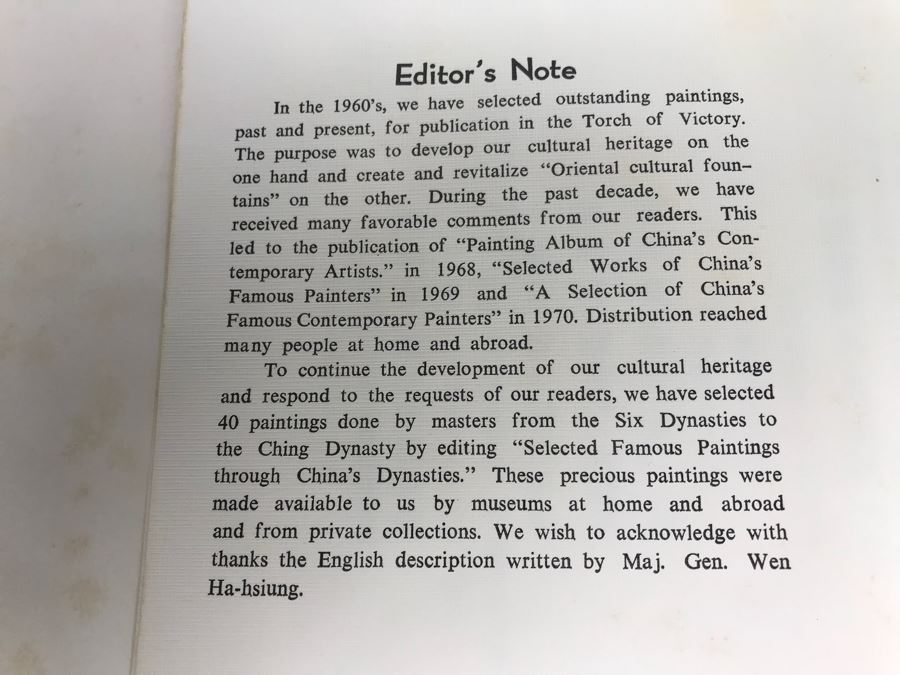 Editor's Note
In the 1960's, we have selected outstanding paintings,
past and present, for publication in the Torch of Victory.
The purpose was to develop our cultural heritage on the
one hand and create and revitalize “Oriental cultural foun-
tains” on the other. During the past decade, we have
received many favorable comments from our readers. This
led to the publication of “Painting Album of China's Con-
temporary Artists.” in 1968, “Selected Works of China's
Famous Painters” in 1969 and “A Selection of China's
Famous Contemporary Painters” in 1970. Distribution reached
many people at home and abroad.
To continue the development of our cultural heritage
and respond to the requests of our readers, we have selected
40 paintings done by masters from the Six Dynasties to
the Ching Dynasty by editing “Selected Famous Paintings
through China's Dynasties.” These precious paintings were
made available to us by museums at home and abroad
and from private collections. We wish to acknowledge with
thanks the English description written by Maj. Gen. Wen
Ha-hsiung.